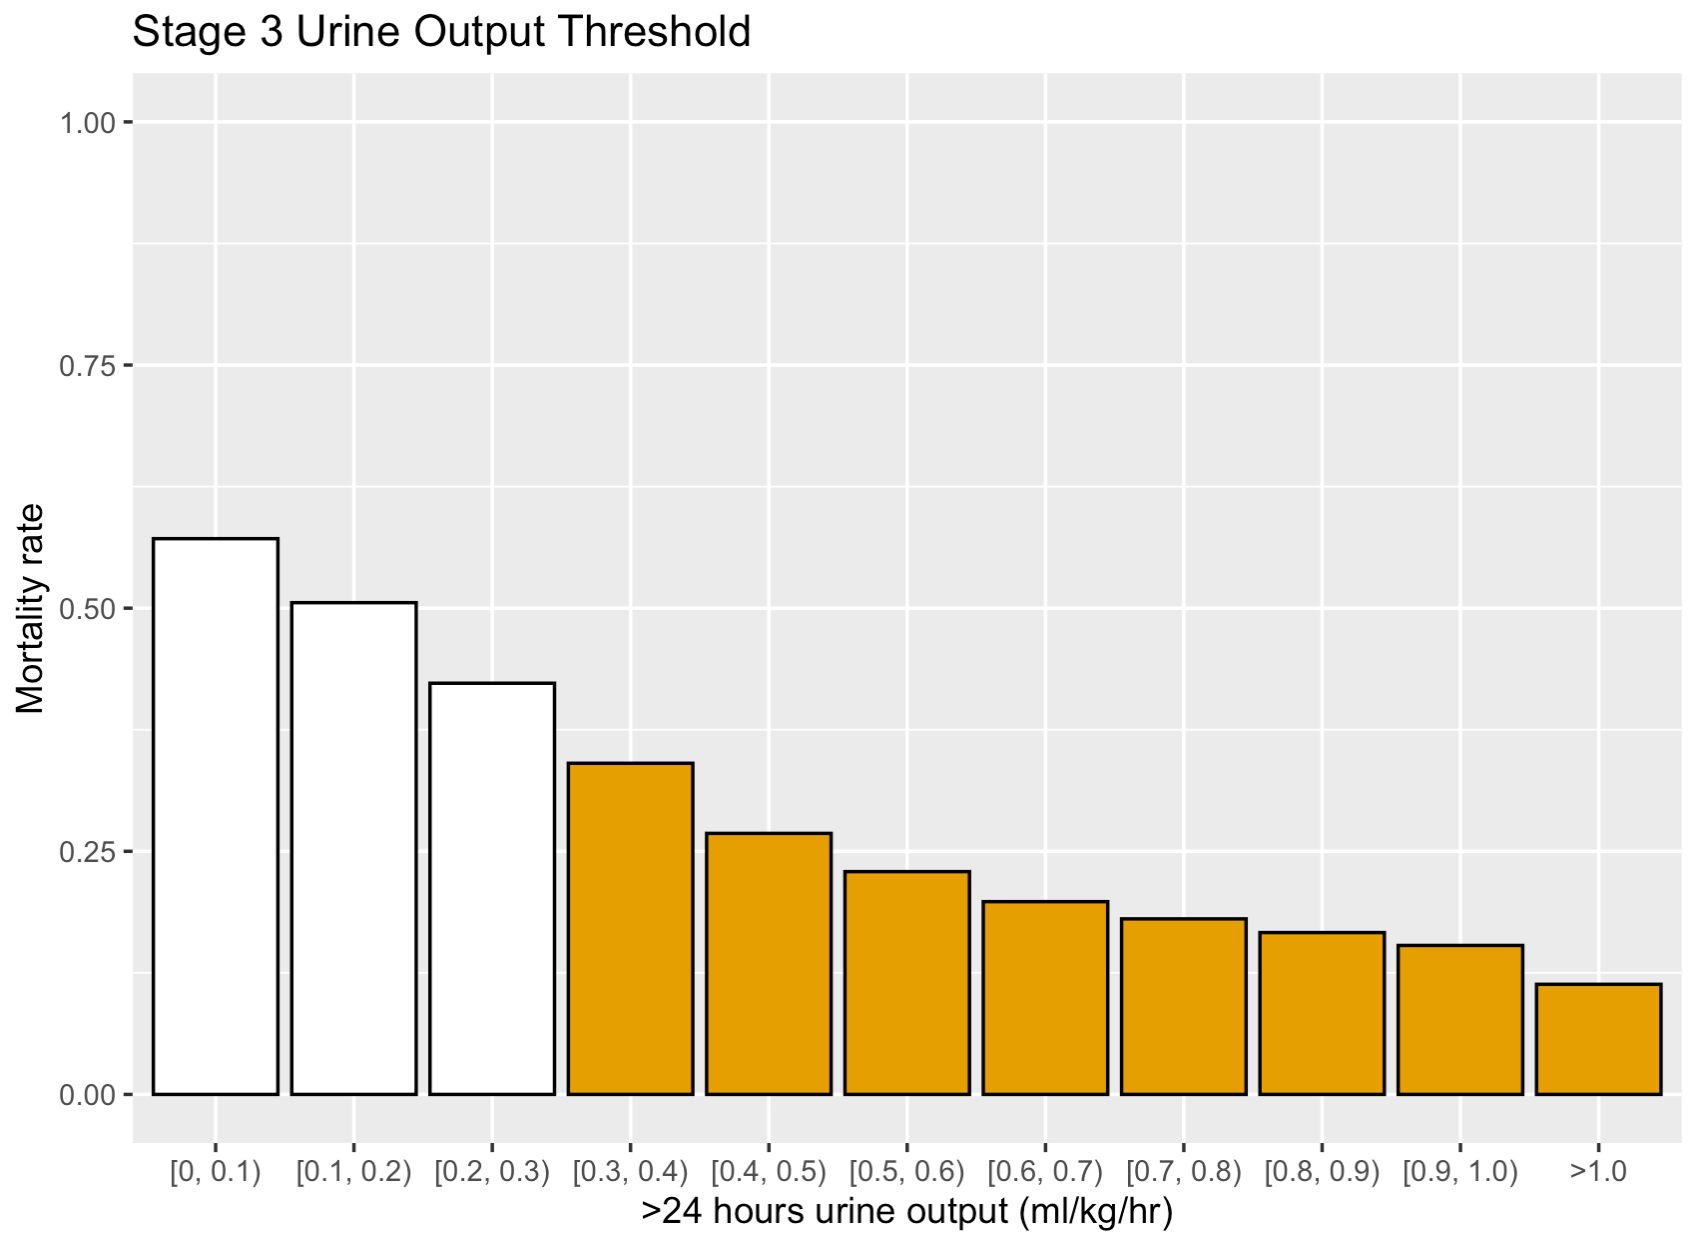 Stage 3 Urine Output Threshold
1.00
0.75
0.50
0.25
0.00
Mortality rate
[0, 0.1) [0.1, 0.2) [0.2, 0.3) [0.3, 0.4) [0.4, 0.5) [0.5, 0.6) [0.6, 0.7) [0.7, 0.8) [0.8, 0.9) [0.9, 1.0) >1.0
>24 hours urine output (ml/kg/hr)